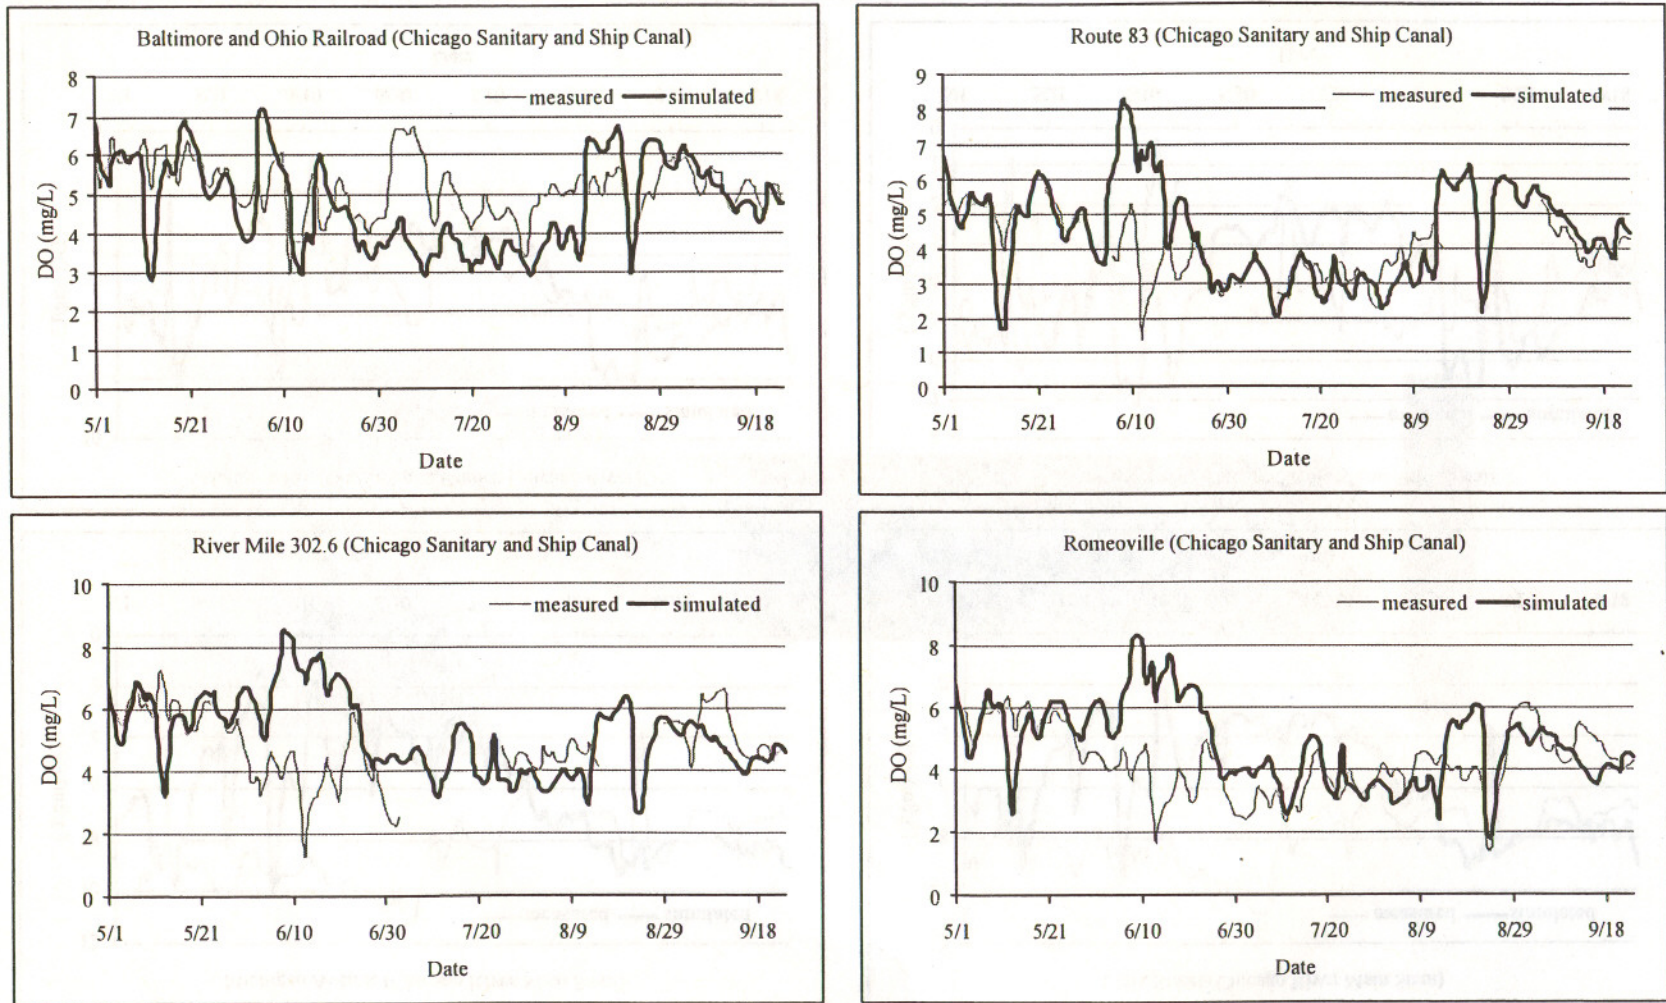 Baltimore and Ohio Railroad (Chicago Sanitary and Ship Canal)
8
7
6
5
4
3
2
1
0
measured simulated
DO (mg/L)
5/1 5/21 6/10 6/30 7/20 8/9 8/29 9/18
Date
Route 83 (Chicago Sanitary and Ship Canal)
9
8
7
6
5
4
3
2
1
0
measured simulated
DO (mg/L)
5/1 5/21 6/10 6/30 7/20 8/9 8/29 9/18
Date
River Mile 302.6 (Chicago Sanitary and Ship Canal)
10
8
6
4
2
0
measured simulated
DO (mg/L)
5/1 5/21 6/10 6/30 7/20 8/9 8/29 9/18
Date
Romeoville (Chicago Sanitary and Ship Canal)
10
8
6
4
2
0
measured simulated
DO (mg/L)
5/1 5/21 6/10 6/30 7/20 8/9 8/29 9/18
Date